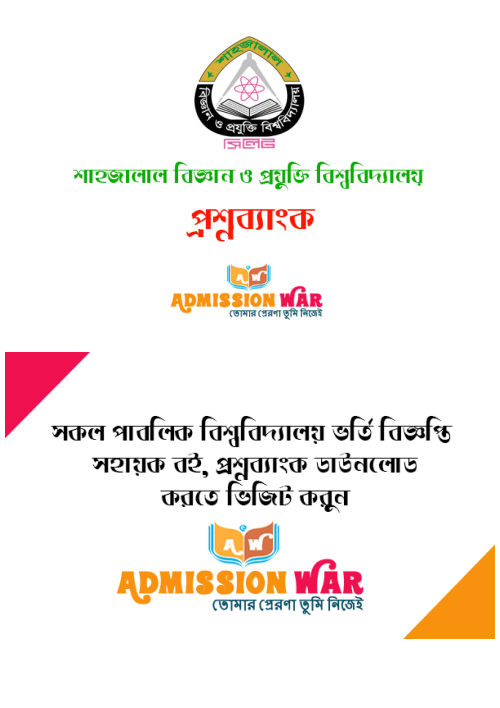 শাহজালাল
বিজ্ঞান ও প্রযুক্তি বিশ্ববিদ্যালয়
সিলেট
শাহজালাল বিজ্ঞান ও প্রযুক্তি বিশ্ববিদ্যালয়
প্রশ্নব্যাংক
A W
ADMISSION WAR
তোমার প্রেরণা তুমি নিজেই
সকল পাবলিক বিশ্ববিদ্যালয় ভর্তি বিজ্ঞপ্তি
সহায়ক বই, প্রশ্নব্যাংক ডাউনলোড
করতে ভিজিট করুন
A W
ADMISSION WAR
তোমার প্রেরণা তুমি নিজেই